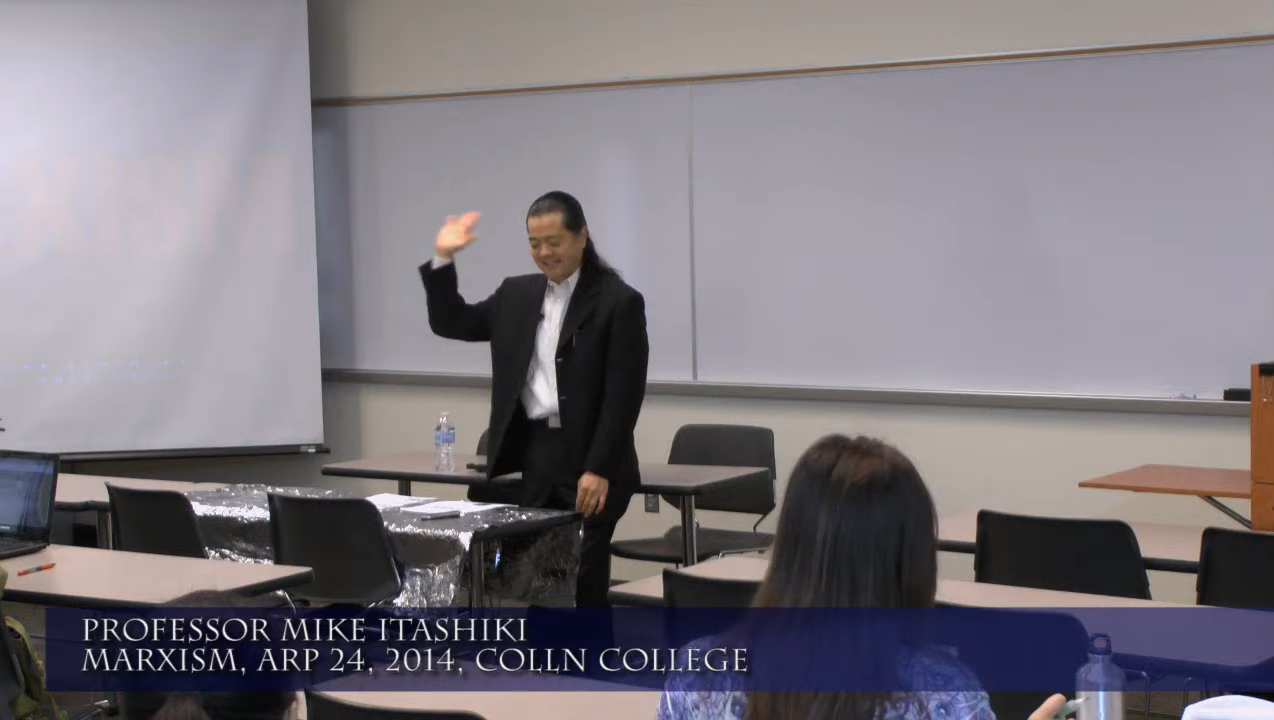 PROFESSOR MIKE ITASHIKI
MARXISM, ARP 24, 2014, COLLN COLLEGE